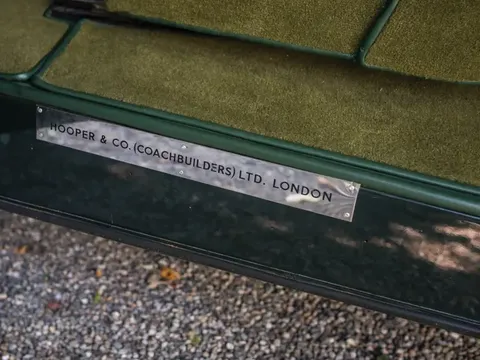 HOOPER & CO. (COACHBUILDERS) LTD. LONDON